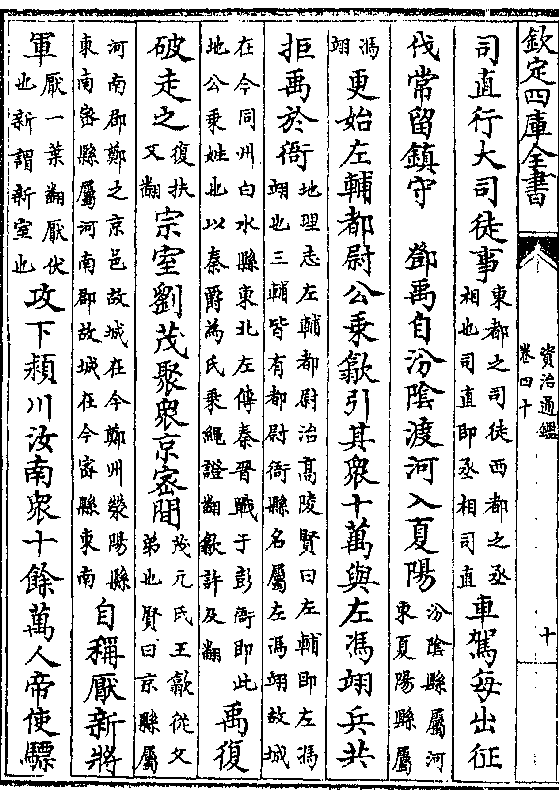 欽定四庫全書
資治通鑑
卷四十
十
司直行大司徒事東都之司徒西都之丞相也司直即丞相司直車駕每出征
伐常留鎮守 鄧禹自汾陰渡河入夏陽汾陰縣屬河東夏陽縣屬
馮翊更始左輔都尉公乗歙引其衆十萬與左馮翊兵共
拒禹於衙地理志左輔都尉治高陵賢曰左輔即左馮翊也三輔皆有都尉衙縣名屬左馮翊故城
在今同州白水縣東北左傳秦晉戰于彭衙即此地公乗姓也以秦爵為氏乗繩證翻歙許及翻禹復
破走之復扶又翻 宗室劉茂聚衆京宻間茂元氏王歙從父弟也賢曰京縣屬
河南郡鄭之京邑故城在今鄭州滎陽縣東南宻縣屬河南郡故城在今宻縣東南自稱厭新將
軍厭一葉翻厭伏也新謂新室也攻下潁川汝南衆十餘萬人帝使驃